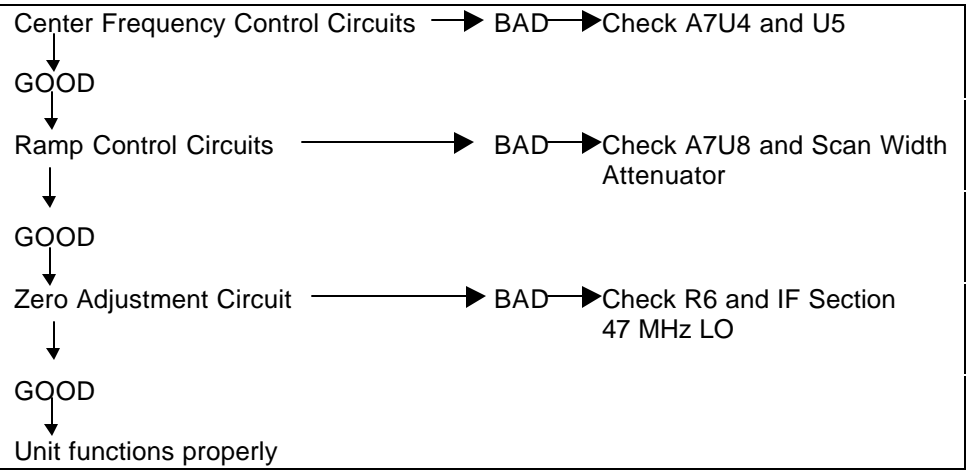 Center Frequency Control Circuits BAD Check A7U4 and U5
GOOD
Ramp Control Circuits BAD Check A7U8 and Scan Width
Attenuator
GOOD
Zero Adjustment Circuit BAD Check R6 and IF Section
47 MHz LO
GOOD
Unit functions properly